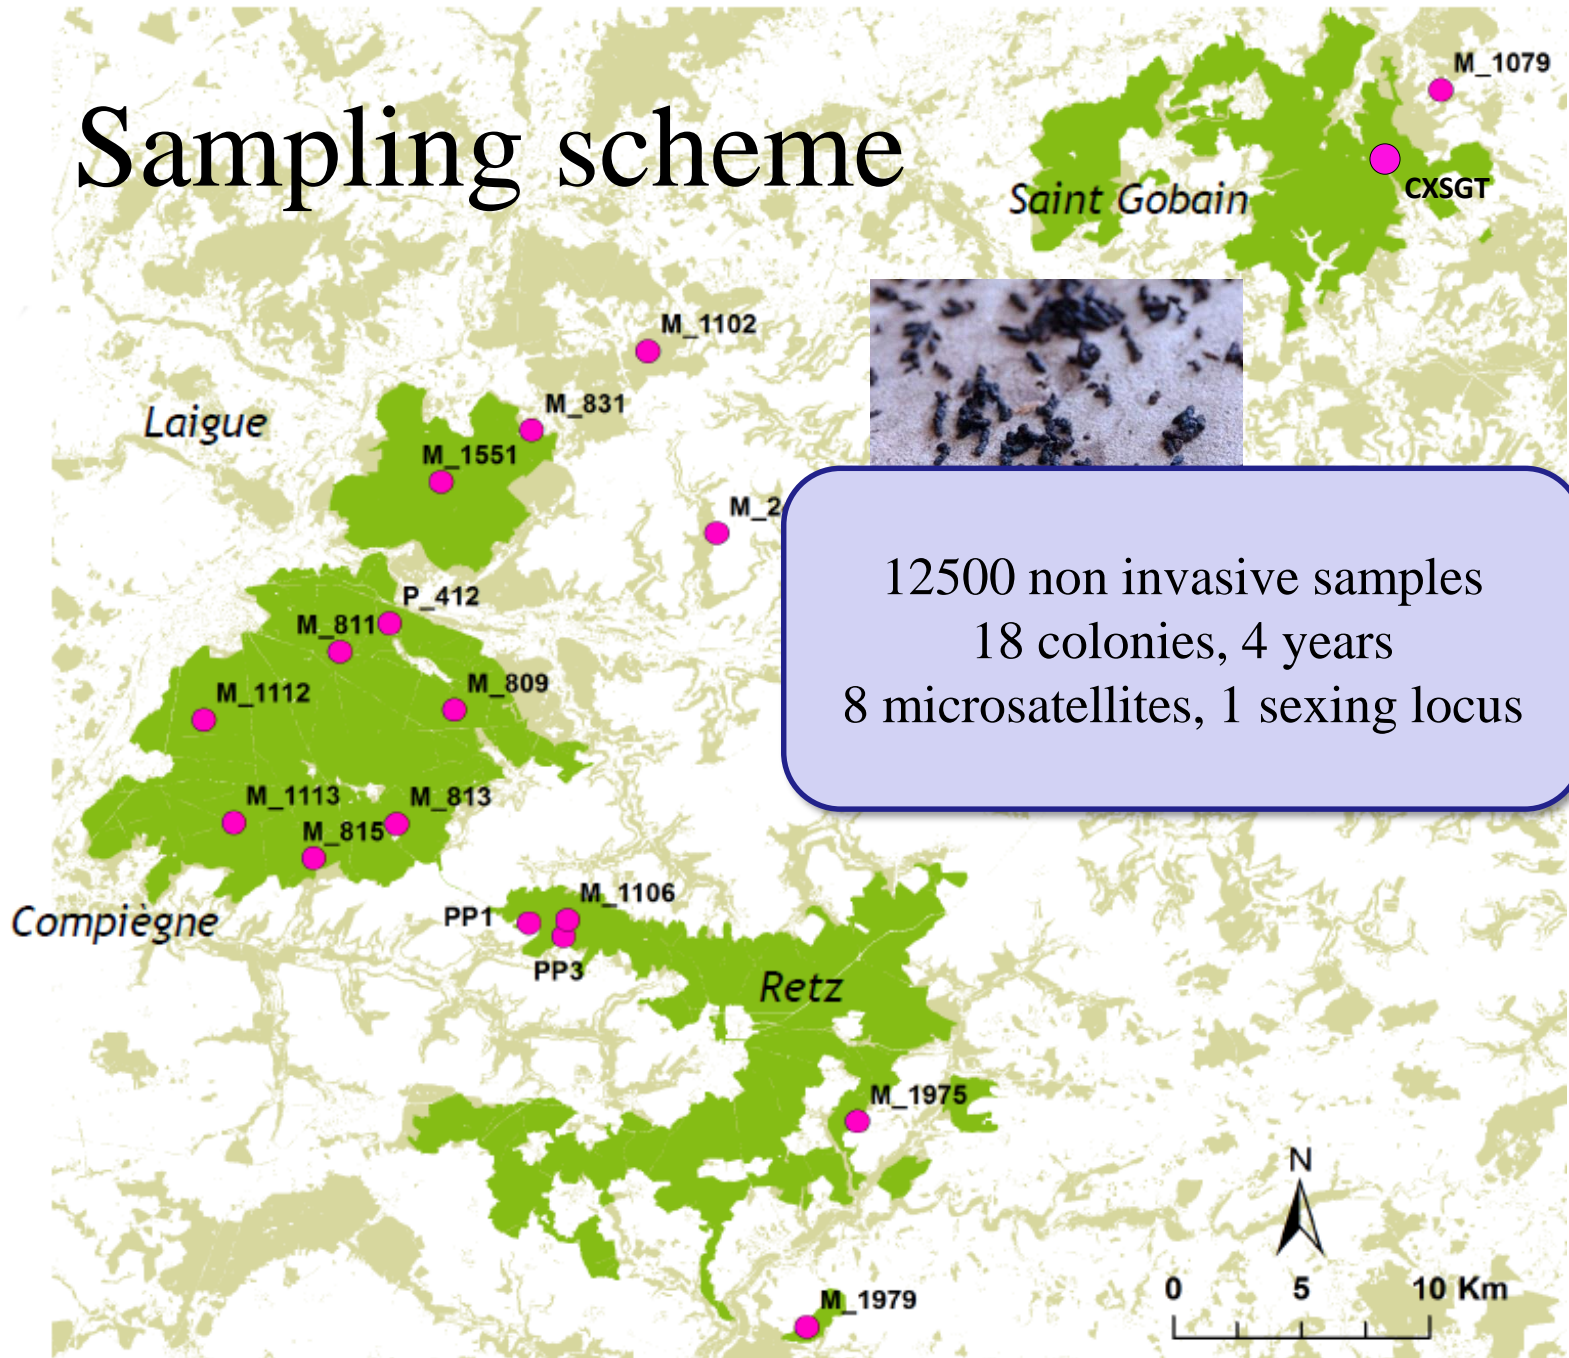 Sampling scheme
M_1079
CXSGT
Saint Gobain
M_1102
M_831
Laigue
M_1551
12500 non invasive samples
18 colonies, 4 years
8 microsatellites, 1 sexing locus
P_412
M_811
M_809
M_1112
M_1113
M_813
M_815
Compiègne
M_1106
PP1
PP3
Retz
M_1975
N
0 5 10 Km
M_1979